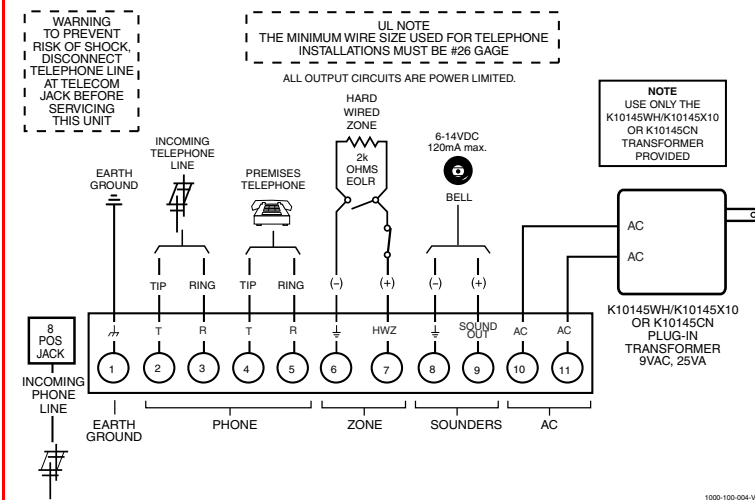 WARNING
TO PREVENT
RISK OF SHOCK,
DISCONNECT
TELEPHONE LINE
AT TELECOM
JACK BEFORE
SERVICING
THIS UNIT
UL NOTE
THE MINIMUM WIRE SIZE USED FOR TELEPHONE
INSTALLATIONS MUST BE #26 GAGE
ALL OUTPUT CIRCUITS ARE POWER LIMITED.
NOTE
USE ONLY THE
K10145WH/K10145X10
OR K10145CN
TRANSFORMER
PROVIDED
EARTH
GROUND
INCOMING
TELEPHONE
LINE
PREMISES
TELEPHONE
HARD
WIRED
ZONE
2k
OHMS
EOLR
6-14VDC
120mA max.
BELL
AC
AC
K10145WH/K10145X10
OR K10145CN
PLUG-IN
TRANSFORMER
9VAC, 25VA
TIP RING TIP RING (–) (+) (–) (+)
T R T R HWZ SOUND OUT AC AC
1 2 3 4 5 6 7 8 9 10 11
8
POS
JACK
INCOMING
PHONE
LINE
EARTH
GROUND
PHONE
ZONE
SOUNDERS
AC
1000-100-004-V